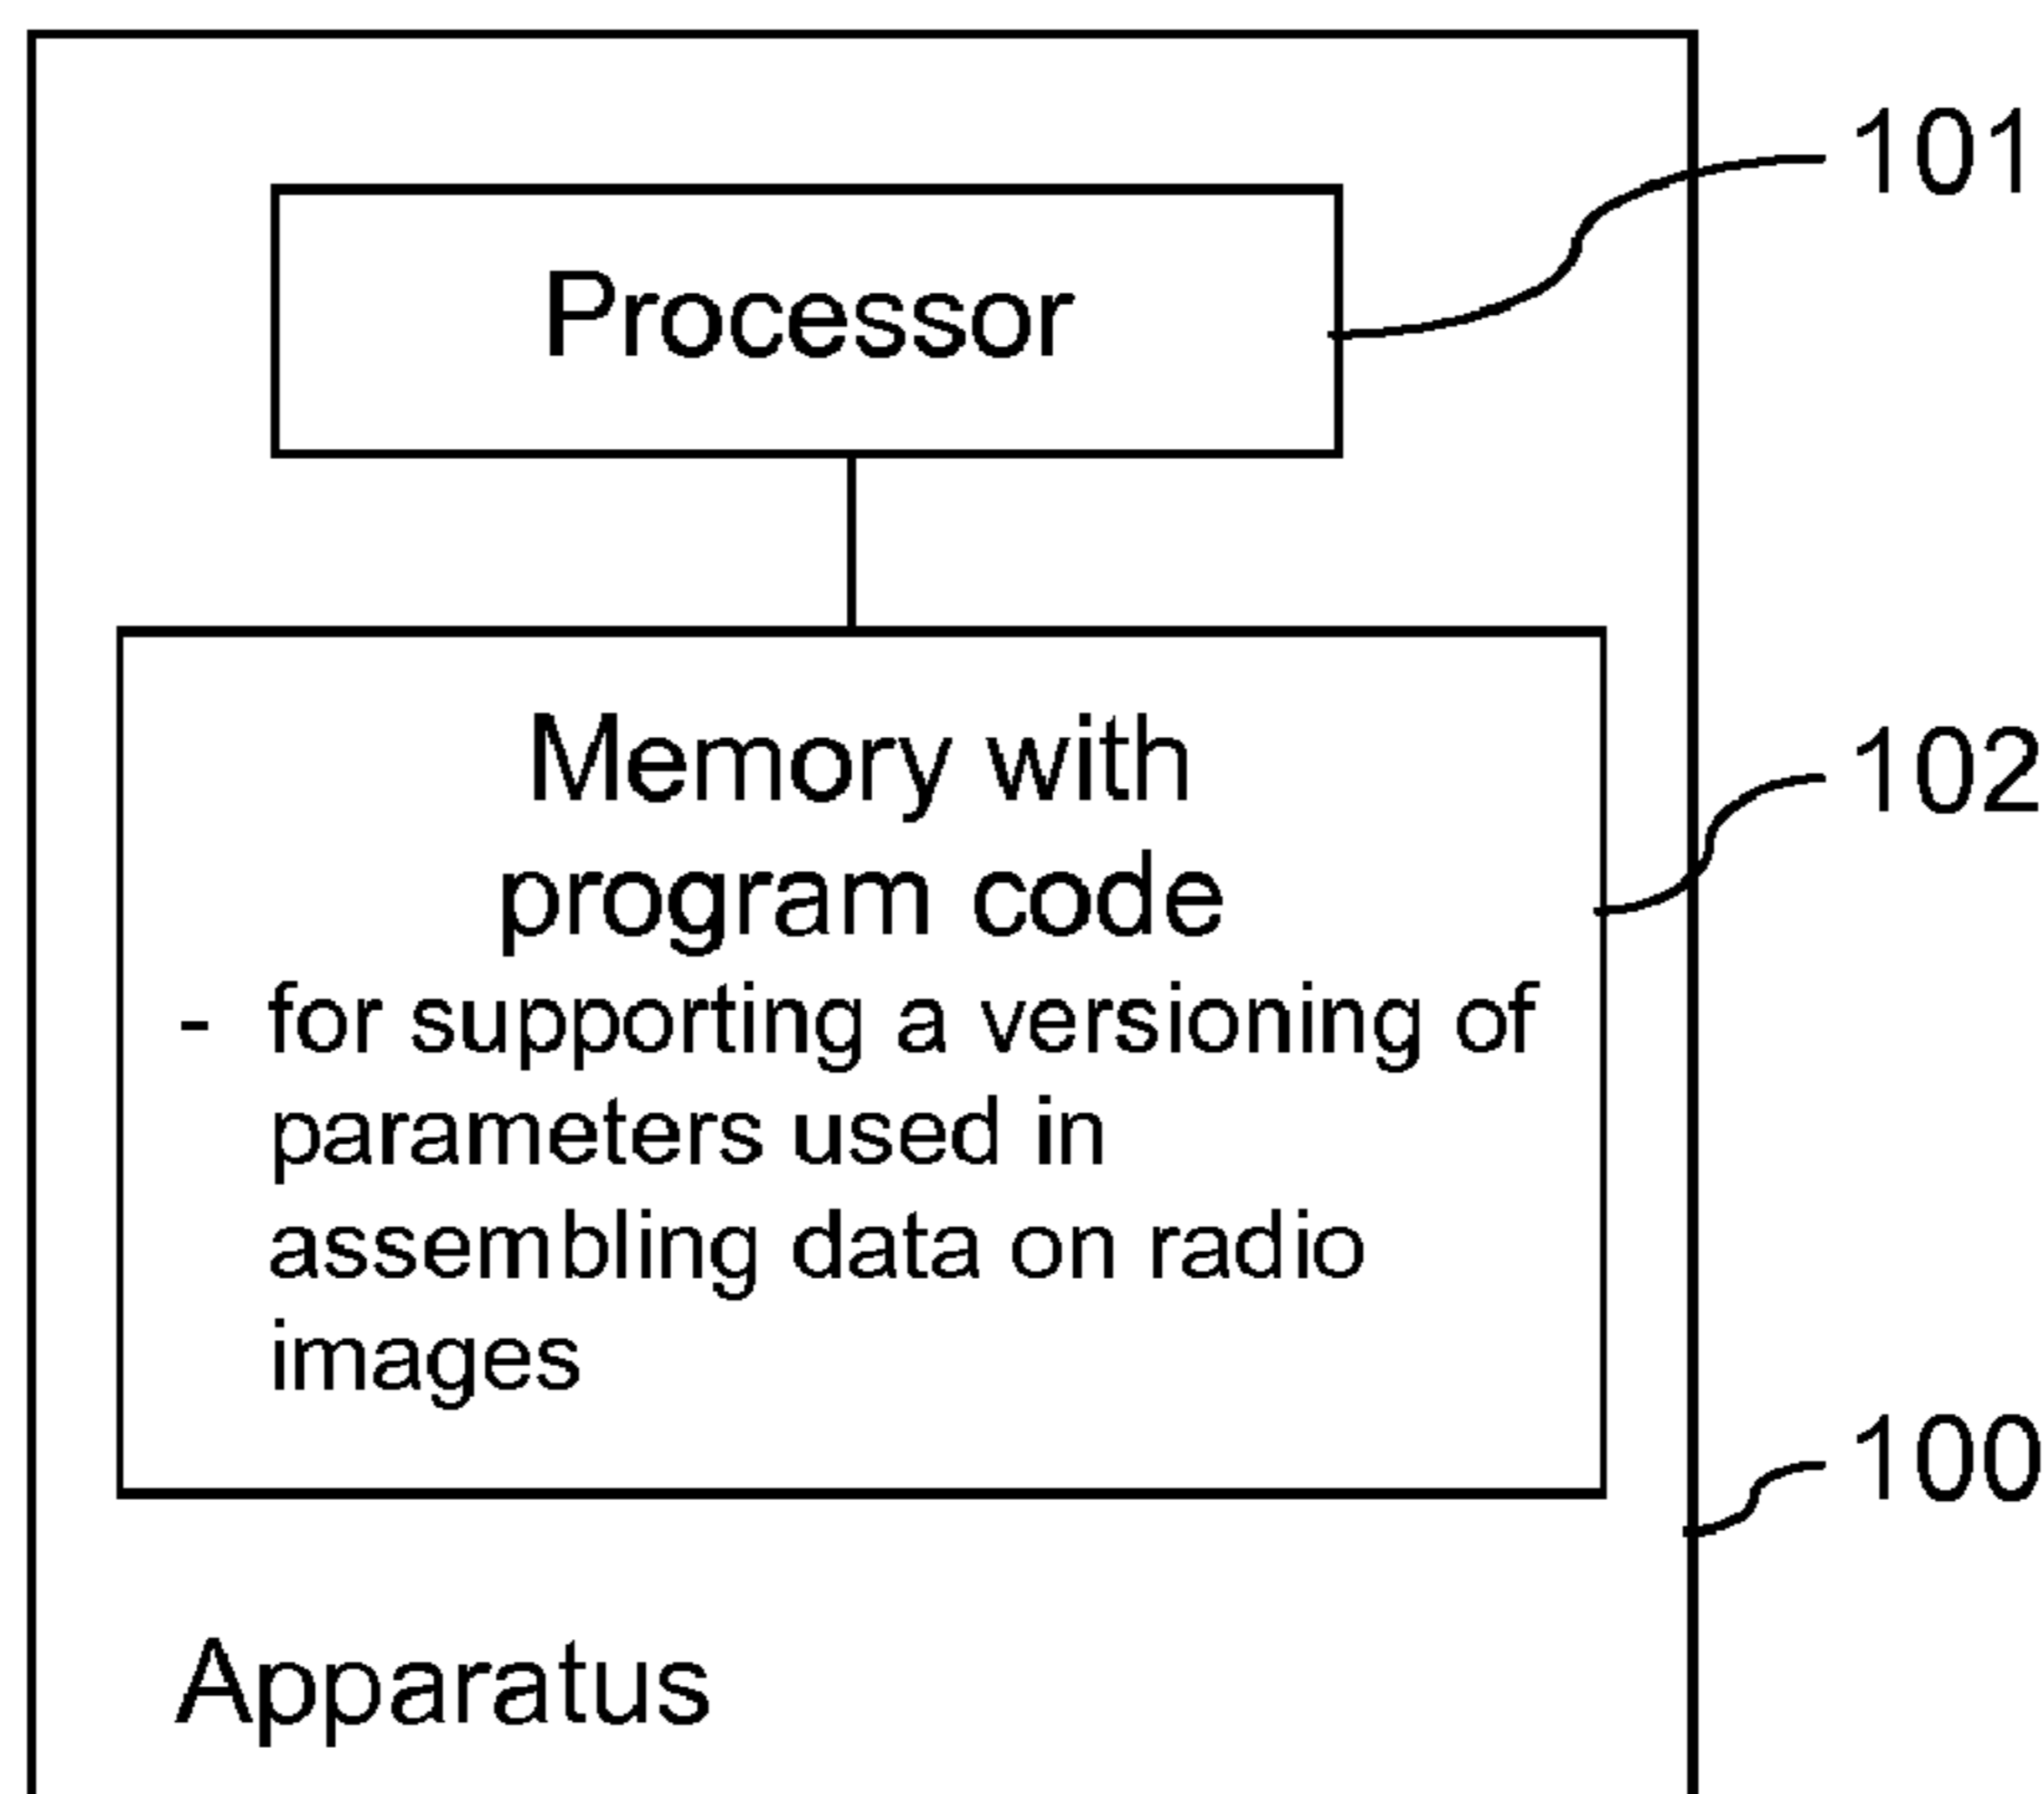 101
Processor
102
Memory with
program code
- for supporting a versioning of
parameters used in
assembling data on radio
images
100
Apparatus